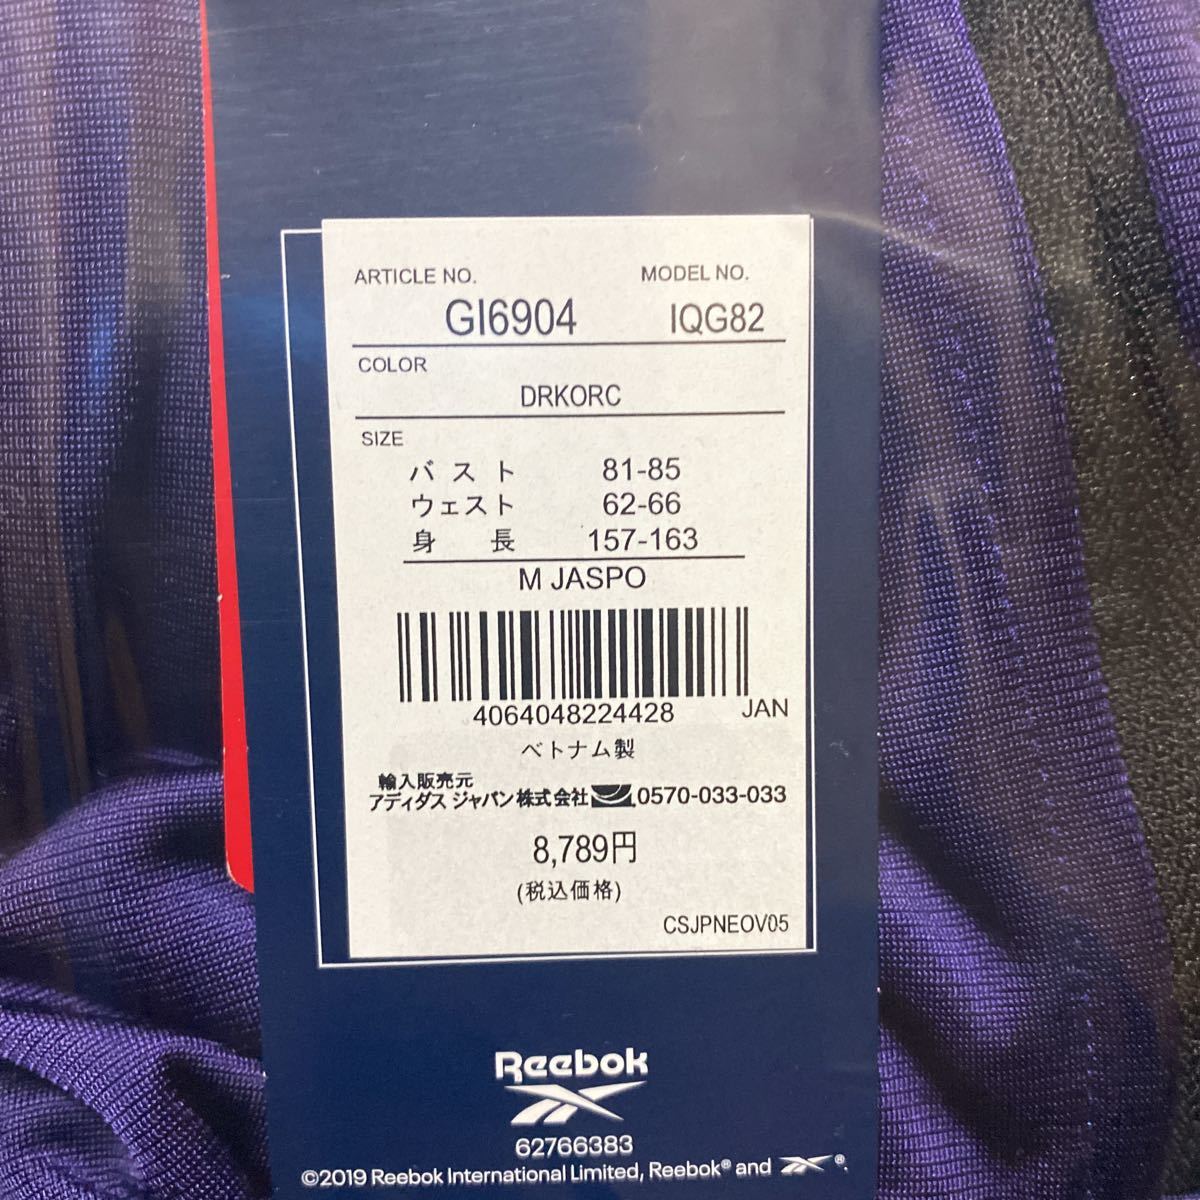 ARTICLE NO. MODEL NO.
GI6904 IQG82
COLOR
DRKORC
SIZE
バスト 81-85
ウェスト 62-66
身長 157-163
M JASPO
4064048224428 JAN
ベトナム製
輸入販売元
アディダス ジャパン株式会社 0570-033-033
8,789円
(税込価格)
CSJPNEOV05
Reebok
62766383
©2019 Reebok International Limited, Reebok® and ®.